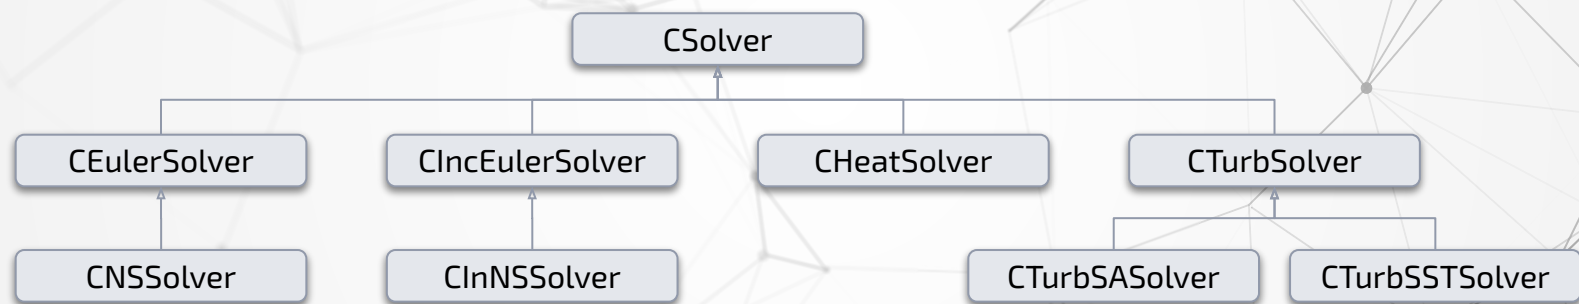 CSolver
CEulerSolver
CIncEulerSolver
CHeatSolver
CTurbSolver
CNSSolver
CInNSSolver
CTurbSASolver
CTurbSSTSolver